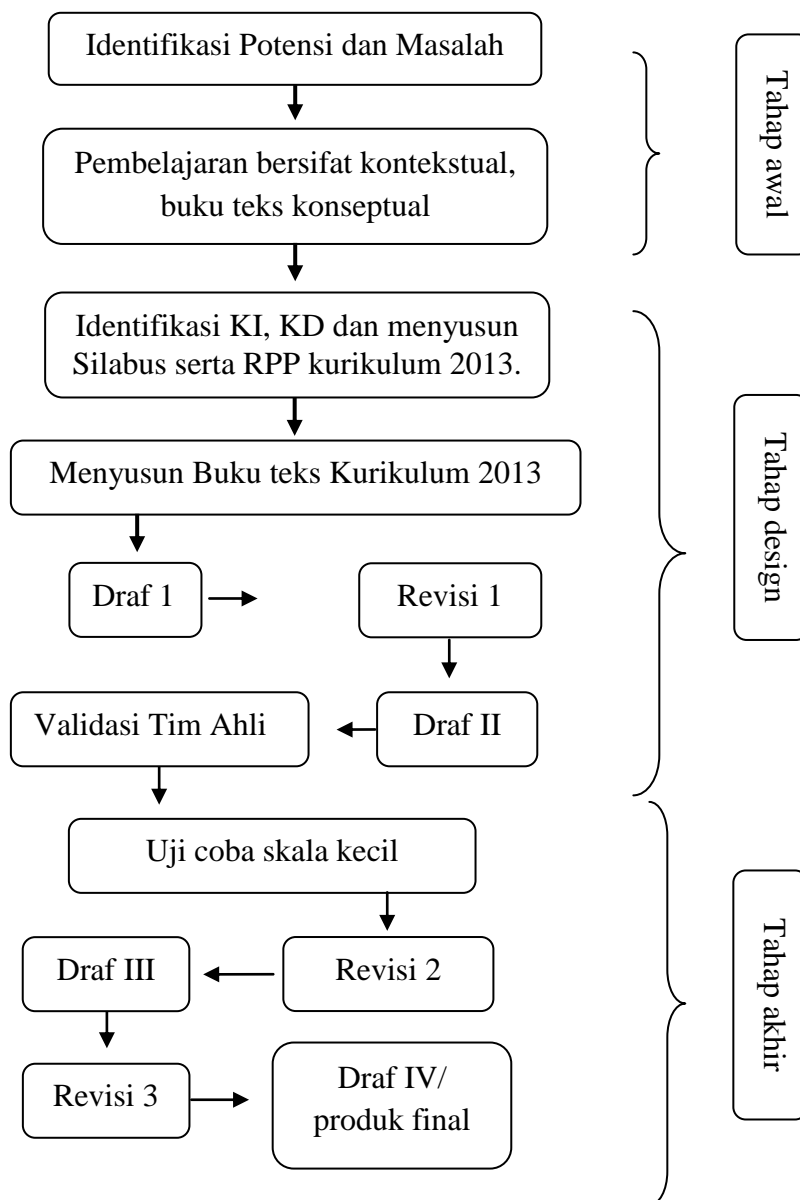 Identifikasi Potensi dan Masalah
Pembelajaran bersifat kontekstual,
buku teks konseptual
Tahap awal
Identifikasi KI, KD dan menyusun
Silabus serta RPP kurikulum 2013.
Menyusun Buku teks Kurikulum 2013
Draf 1
Revisi 1
Validasi Tim Ahli
Draf II
Tahap design
Uji coba skala kecil
Draf III
Revisi 2
Revisi 3
Draf IV/
produk final
Tahap akhir